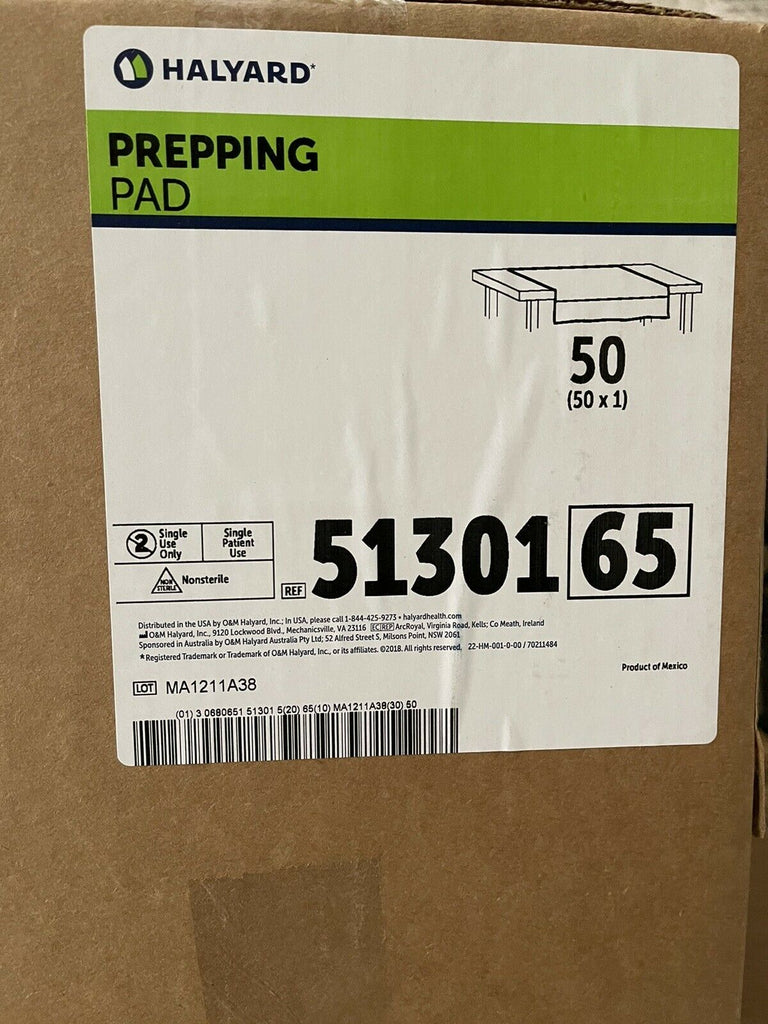 HALYARD*
PREPPING
PAD
50
(50 x 1)
2 Single Use Only
Single Patient Use
NON STERILE Nonsterile
REF 51301 65
Distributed in the USA by O&M Halyard, Inc.; In USA, please call 1-844-425-9273 • halyardhealth.com
O&M Halyard, Inc., 9120 Lockwood Blvd., Mechanicsville, VA 23116 EC REP ArcRoyal, Virginia Road, Kells; Co Meath, Ireland
Sponsored in Australia by O&M Halyard Australia Pty Ltd; 52 Alfred Street S, Milsons Point, NSW 2061
*Registered Trademark or Trademark of O&M Halyard, Inc., or its affiliates. ©2018. All rights reserved. 22-HM-001-0-00 / 70211484
Product of Mexico
LOT MA1211A38
(01) 3 0680651 51301 5(20) 65(10) MA1211A38(30) 50